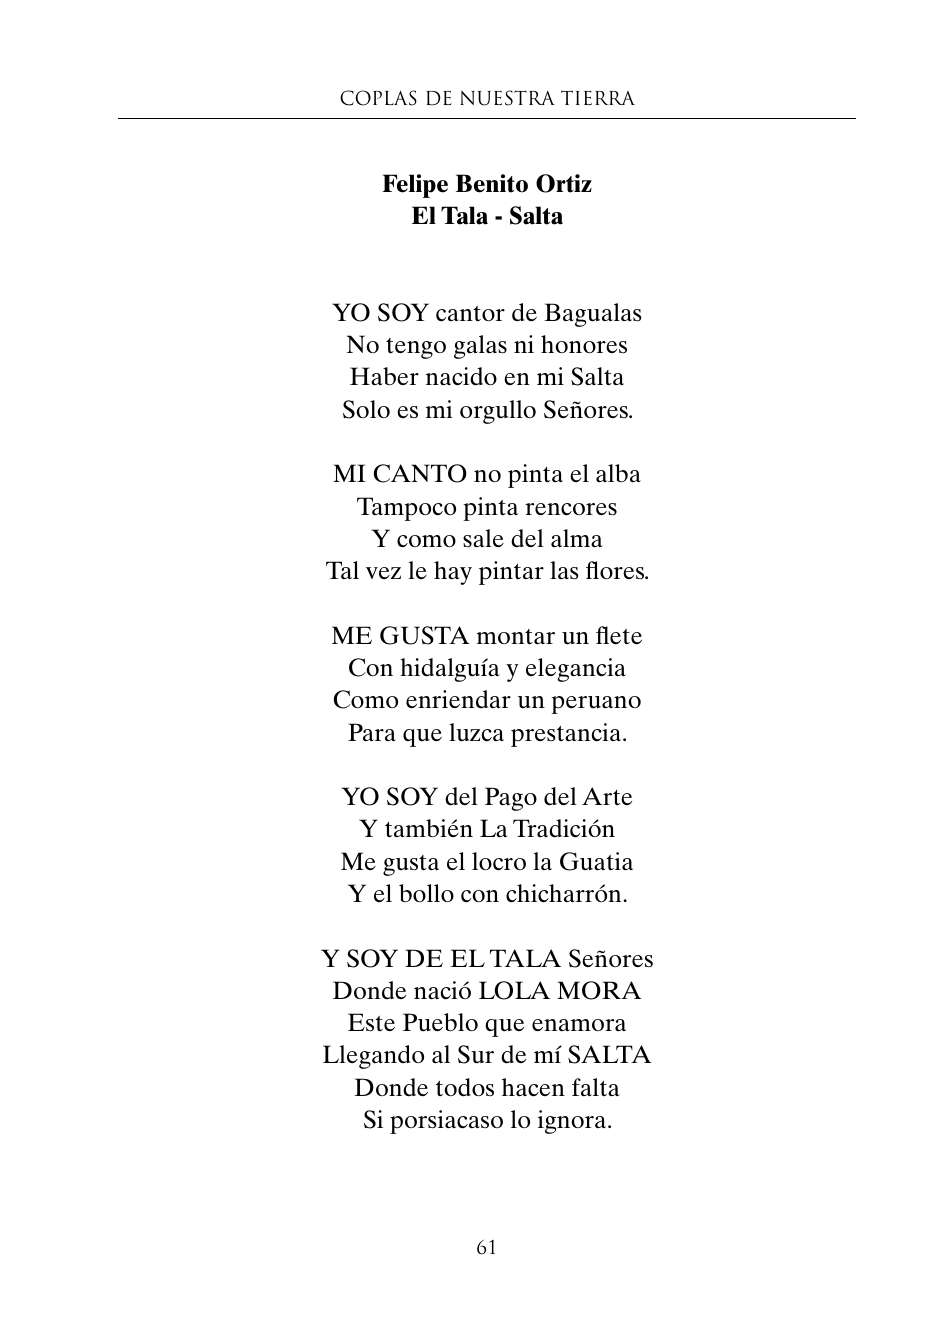 COPLAS DE NUESTRA TIERRA
Felipe Benito Ortiz
El Tala - Salta
YO SOY cantor de Bagualas
No tengo galas ni honores
Haber nacido en mi Salta
Solo es mi orgullo Señores.
MI CANTO no pinta el alba
Tampoco pinta rencores
Y como sale del alma
Tal vez le hay pintar las flores.
ME GUSTA montar un flete
Con hidalguía y elegancia
Como enriendar un peruano
Para que luzca prestancia.
YO SOY del Pago del Arte
Y también La Tradición
Me gusta el locro la Guatia
Y el bollo con chicharrón.
Y SOY DE EL TALA Señores
Donde nació LOLA MORA
Este Pueblo que enamora
Llegando al Sur de mí SALTA
Donde todos hacen falta
Si porsiacaso lo ignora.
61